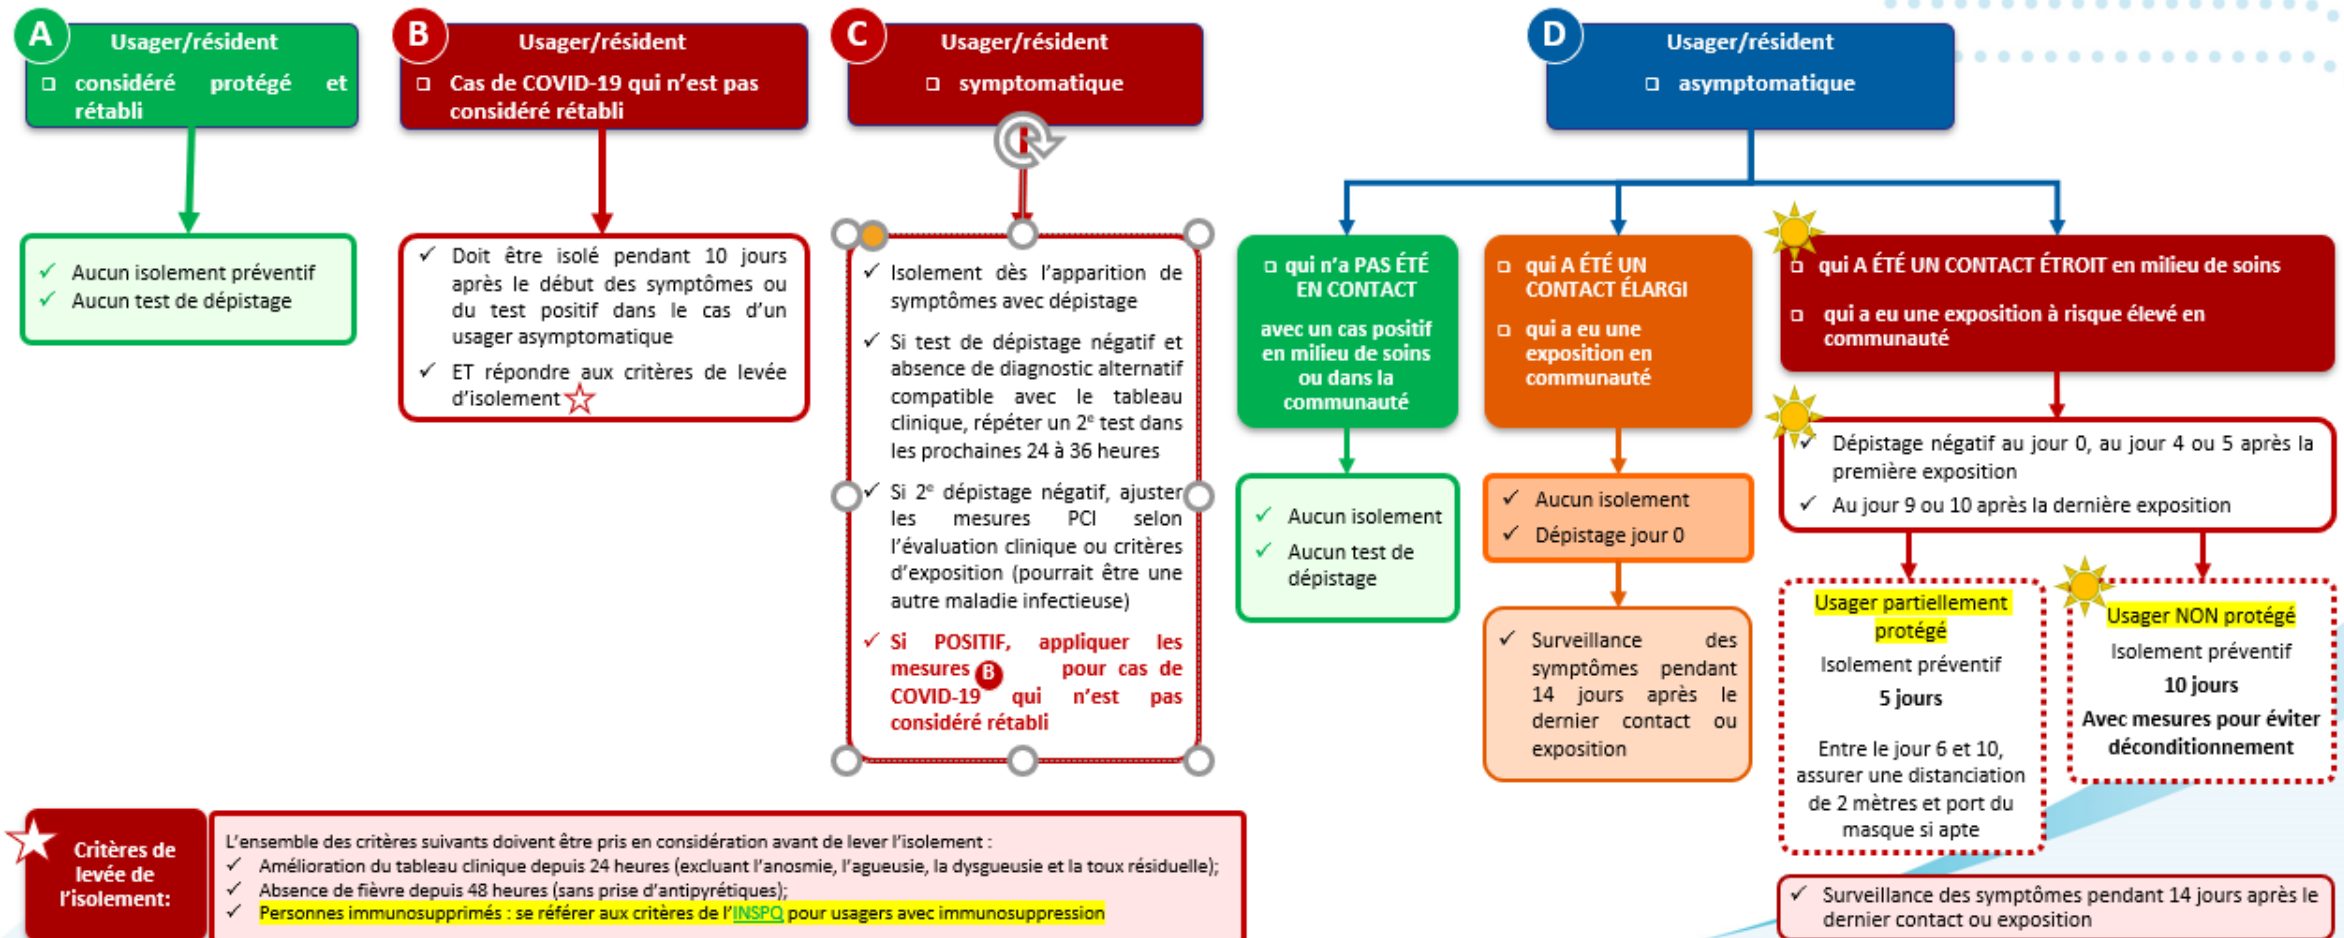 A
Usager/résident
considéré protégé et
rétabli
Aucun isolement préventif
Aucun test de dépistage
B
Usager/résident
Cas de COVID-19 qui n'est pas
considéré rétabli
Doit être isolé pendant 10 jours
après le début des symptômes ou
du test positif dans le cas d'un
usager asymptomatique
ET répondre aux critères de levée
d'isolement
C
Usager/résident
symptomatique
Isolement dès l'apparition de
symptômes avec dépistage
Si test de dépistage négatif et
absence de diagnostic alternatif
compatible avec le tableau
clinique, répéter un 2e test dans
les prochaines 24 à 36 heures
Si 2e dépistage négatif, ajuster
les mesures PCI selon
l'évaluation clinique ou critères
d'exposition (pourrait être une
autre maladie infectieuse)
Si POSITIF, appliquer les
mesures B pour cas de
COVID-19 qui n'est pas
considéré rétabli
D
Usager/résident
asymptomatique
qui n'a PAS ÉTÉ
EN CONTACT
avec un cas positif
en milieu de soins
ou dans la
communauté
Aucun isolement
Aucun test de
dépistage
qui A ÉTÉ UN
CONTACT ÉLARGI
qui a eu une
exposition en
communauté
Aucun isolement
Dépistage jour 0
Surveillance des
symptômes pendant
14 jours après le
dernier contact ou
exposition
qui A ÉTÉ UN CONTACT ÉTROIT en milieu de soins
qui a eu une exposition à risque élevé en
communauté
Dépistage négatif au jour 0, au jour 4 ou 5 après la
première exposition
Au jour 9 ou 10 après la dernière exposition
Usager partiellement
protégé
Isolement préventif
5 jours
Entre le jour 6 et 10,
assurer une distanciation
de 2 mètres et port du
masque si apte
Usager NON protégé
Isolement préventif
10 jours
Avec mesures pour éviter
déconditionnement
Surveillance des symptômes pendant 14 jours après le
dernier contact ou exposition
Critères de
levée de
l'isolement:
L'ensemble des critères suivants doivent être pris en considération avant de lever l'isolement :
Amélioration du tableau clinique depuis 24 heures (excluant l'anosmie, l'agueusie, la dysgueusie et la toux résiduelle);
Absence de fièvre depuis 48 heures (sans prise d'antipyrétiques);
Personnes immunosupprimés : se référer aux critères de l'INSPQ pour usagers avec immunosuppression